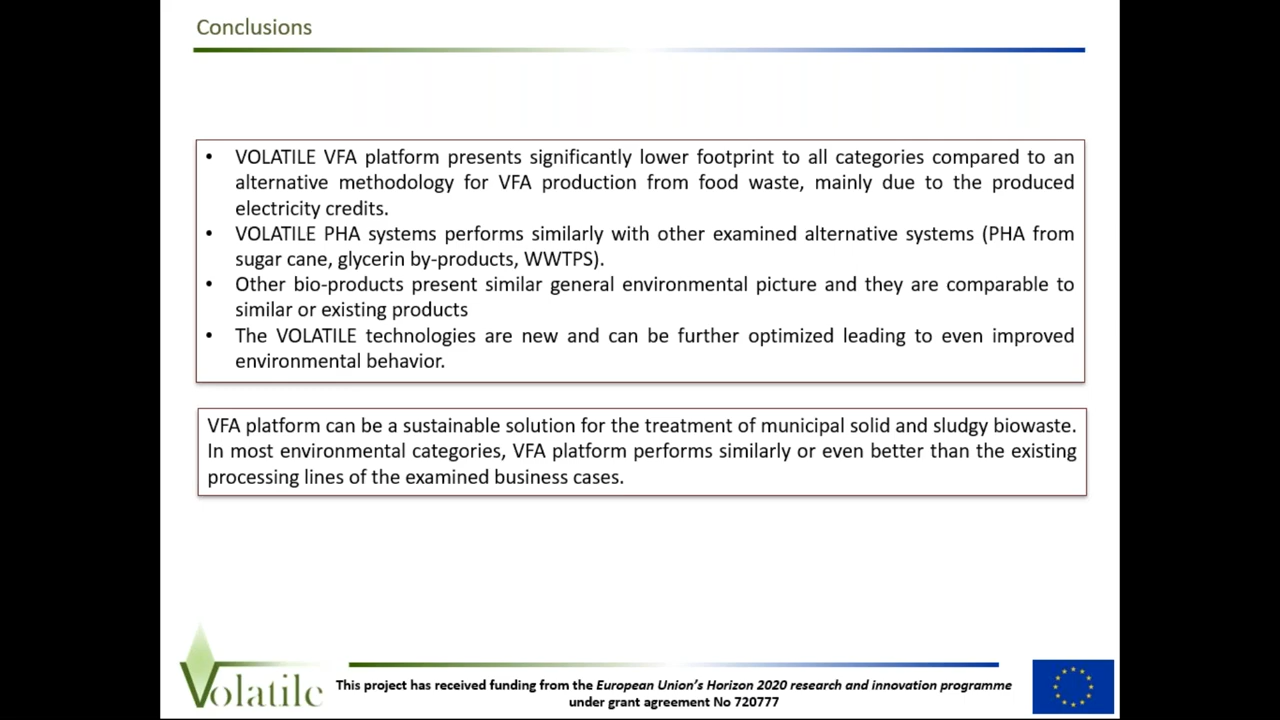 Conclusions
• VOLATILE VFA platform presents significantly lower footprint to all categories compared to an
alternative methodology for VFA production from food waste, mainly due to the produced
electricity credits.
• VOLATILE PHA systems performs similarly with other examined alternative systems (PHA from
sugar cane, glycerin by-products, WWTPS).
• Other bio-products present similar general environmental picture and they are comparable to
similar or existing products
• The VOLATILE technologies are new and can be further optimized leading to even improved
environmental behavior.
VFA platform can be a sustainable solution for the treatment of municipal solid and sludgy biowaste.
In most environmental categories, VFA platform performs similarly or even better than the existing
processing lines of the examined business cases.
Volatile
This project has received funding from the European Union's Horizon 2020 research and innovation programme
under grant agreement No 720777